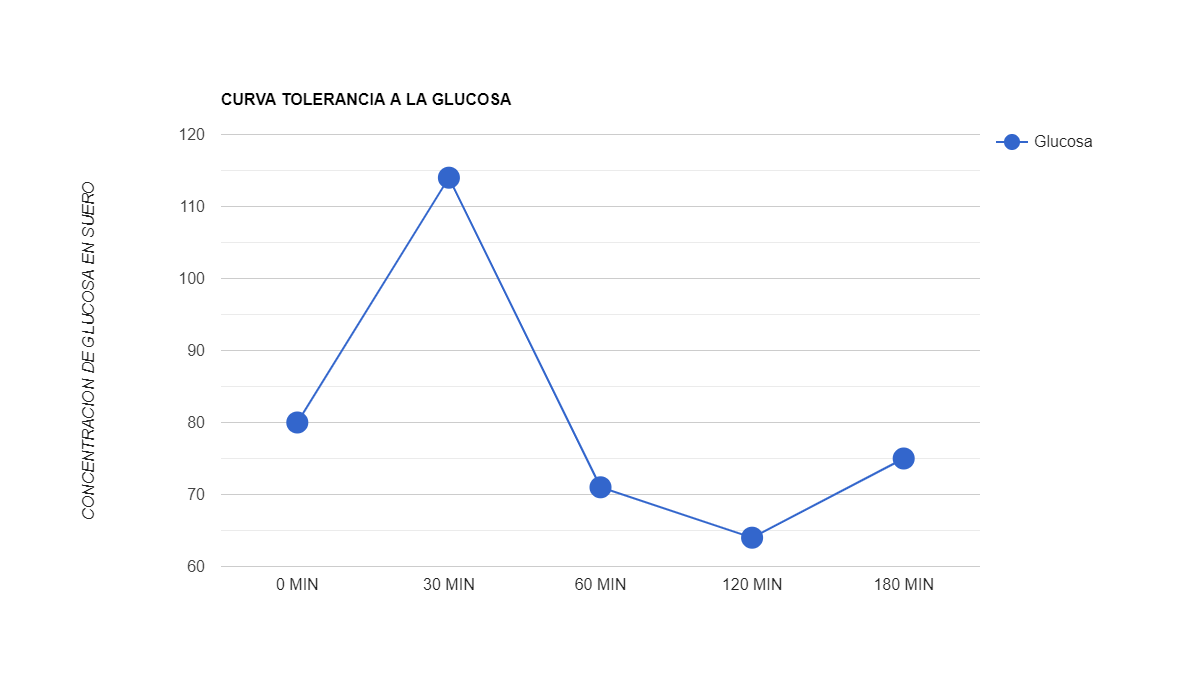 CURVA TOLERANCIA A LA GLUCOSA
Glucosa
CONCENTRACION DE GLUCOSA EN SUERO
120
110
100
90
80
70
60
0 MIN
30 MIN
60 MIN
120 MIN
180 MIN